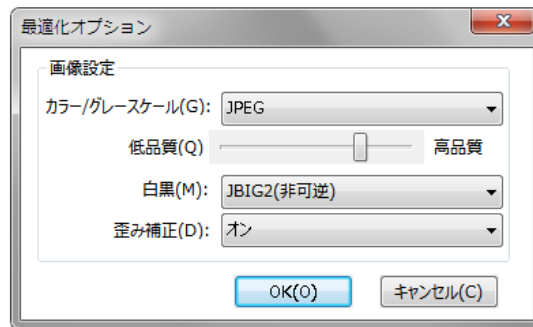 最適化オプション
画像設定
カラー/グレースケール(G): JPEG
低品質(Q) 高品質
白黒(M): JBIG2(非可逆)
歪み補正(D): オン
OK(O) キャンセル(C)